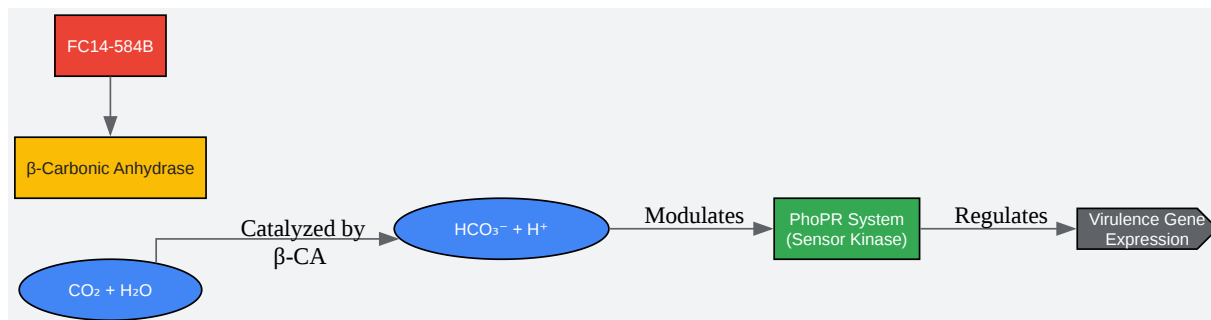 FC14-584B
β-Carbonic Anhydrase
CO₂ + H₂O
Catalyzed by
β-CA
HCO₃⁻ + H⁺
Modulates
PhoPR System
(Sensor Kinase)
Regulates
Virulence Gene
Expression